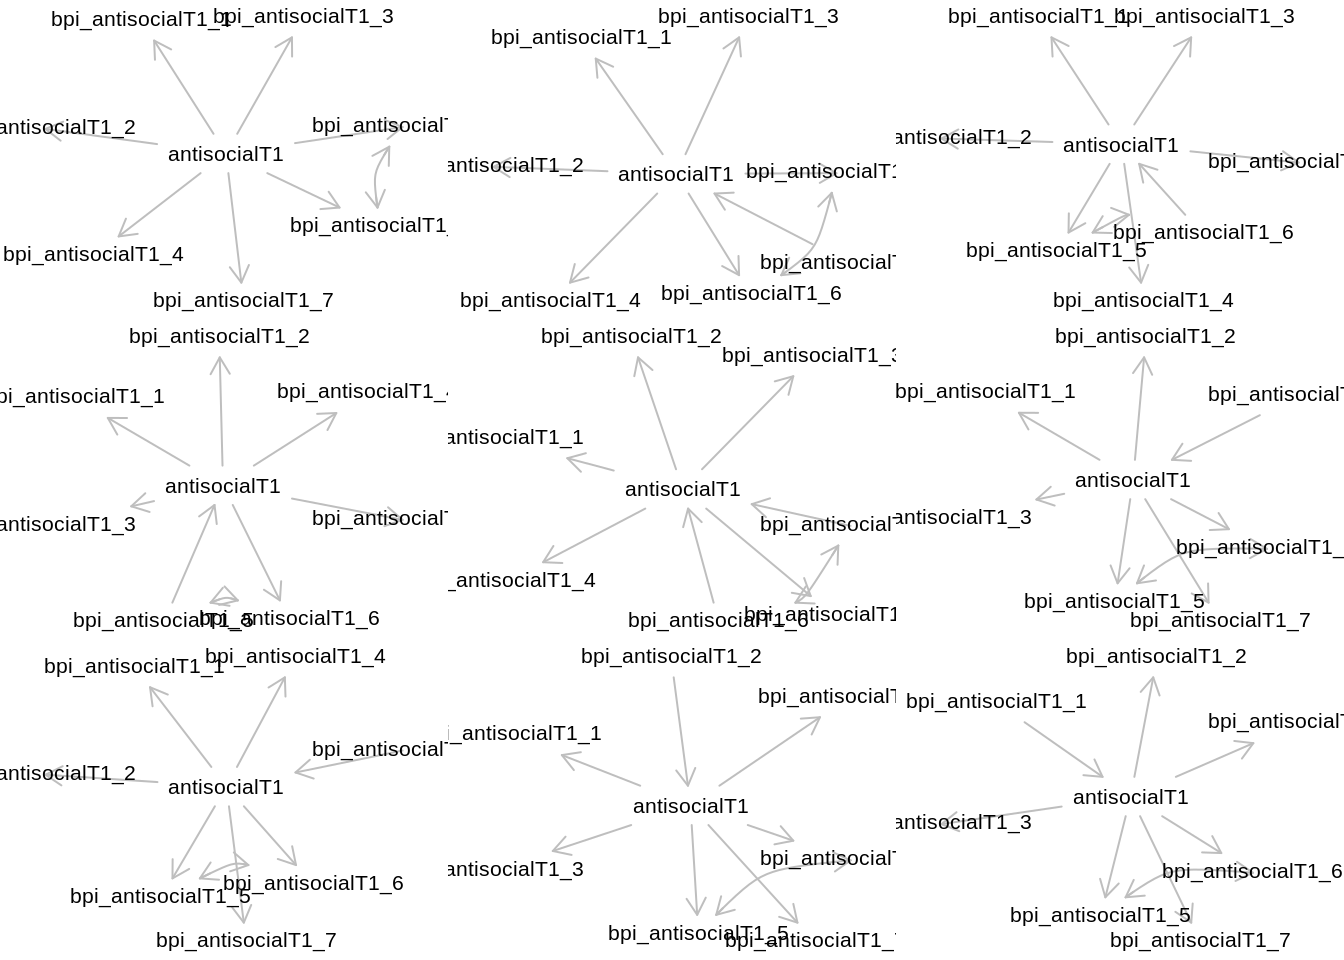 bpi_antisocialT1_1
bpi_antisocialT1_3
antisocialT1_2
bpi_antisocialT
antisocialT1
bpi_antisocialT1_
bpi_antisocialT1_4
bpi_antisocialT1_7
bpi_antisocialT1_3
bpi_antisocialT1_1
antisocialT1_2
antisocialT1
bpi_antisocialT1
bpi_antisocialT
bpi_antisocialT1_6
bpi_antisocialT1_4
bpi_antisocialT1_1
bpi_antisocialT1_3
antisocialT1_2
antisocialT1
bpi_antisocialT
bpi_antisocialT1_6
bpi_antisocialT1_5
bpi_antisocialT1_4
bpi_antisocialT1_2
pi_antisocialT1_1
bpi_antisocialT1_4
antisocialT1
antisocialT1_3
bpi_antisocialT
bpi_antisocialT1_5
bpi_antisocialT1_6
bpi_antisocialT1_2
bpi_antisocialT1_3
antisocialT1_1
antisocialT1
bpi_antisocialT
_antisocialT1_4
bpi_antisocialT1_6
bpi_antisocialT1
bpi_antisocialT1_2
bpi_antisocialT1_1
bpi_antisocialT
antisocialT1
antisocialT1_3
bpi_antisocialT1_
bpi_antisocialT1_5
bpi_antisocialT1_7
bpi_antisocialT1_4
bpi_antisocialT1_1
bpi_antisocialT
antisocialT1_2
antisocialT1
bpi_antisocialT1_6
bpi_antisocialT1_5
bpi_antisocialT1_7
bpi_antisocialT1_2
bpi_antisocialT
i_antisocialT1_1
antisocialT1
bpi_antisocialT
antisocialT1_3
bpi_antisocialT1_5
bpi_antisocialT1_
bpi_antisocialT1_2
bpi_antisocialT1_1
bpi_antisocialT
antisocialT1
antisocialT1_3
bpi_antisocialT1_6
bpi_antisocialT1_5
bpi_antisocialT1_7